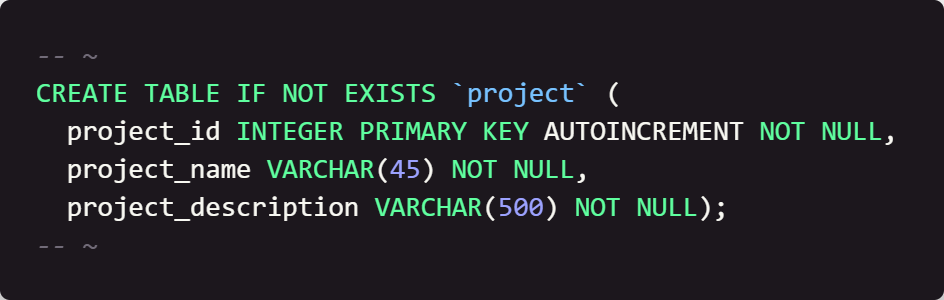 -- ~
CREATE TABLE IF NOT EXISTS `project` (
  project_id INTEGER PRIMARY KEY AUTOINCREMENT NOT NULL,
  project_name VARCHAR(45) NOT NULL,
  project_description VARCHAR(500) NOT NULL);
-- ~